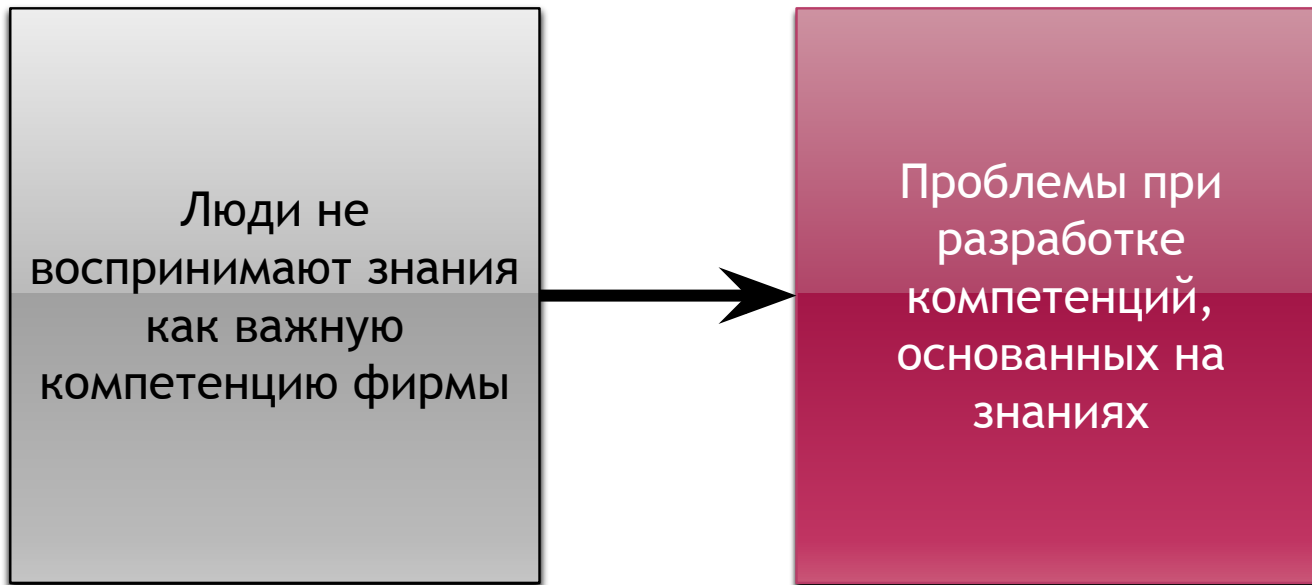 Люди не
воспринимают знания
как важную
компетенцию фирмы
Проблемы при
разработке
компетенций,
основанных на
знаниях